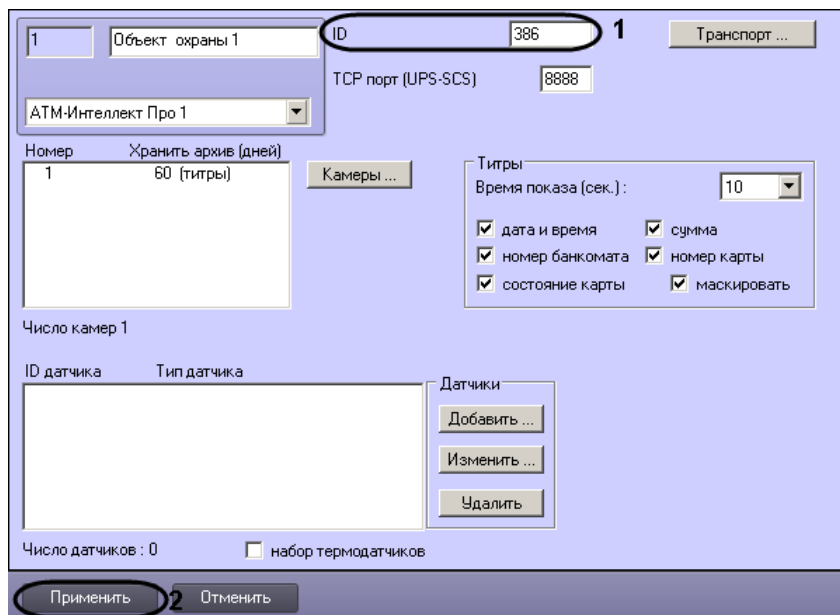 1
Объект охраны 1
ID
386
1
Транспорт ...
TCP порт (UPS-SCS)
8888
АТМ-Интеллект Про 1
Номер Хранить архив (дней)
1 60 (титры)
Камеры ...
Титры
Время показа (сек.) :
10
дата и время
сумма
номер банкомата
номер карты
состояние карты
маскировать
Число камер 1
ID датчика Тип датчика
Датчики
Добавить ...
Изменить ...
Удалить
Число датчиков : 0
набор термодатчиков
Применить
2
Отменить